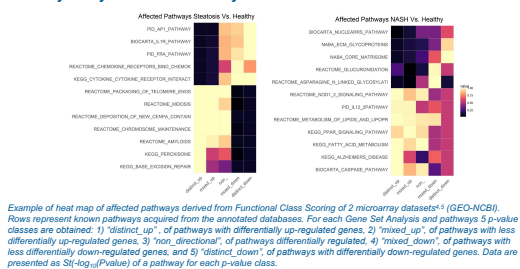 Affected Pathways Steatosis Vs. Healthy
PID_AP1_PATHWAY
BIOCARTA_IL1R_PATHWAY
PID_FRA_PATHWAY
REACTOME_CHEMOKINE_RECEPTORS_BIND_CHEMOK
KEGG_CYTOKINE_CYTOKINE_RECEPTOR_INTERACT
REACTOME_PACKAGING_OF_TELOMERE_ENDS
REACTOME_MEIOSIS
REACTOME_DEPOSITION_OF_NEW_CENPA_CONTAIN
REACTOME_CHROMOSOME_MAINTENANCE
REACTOME_AMYLOIDS
KEGG_PEROXISOME
KEGG_BASE_EXCISION_REPAIR
distinct_up
mixed_up
non_
mixed_down
distinct_down
Affected Pathways NASH Vs. Healthy
BIOCARTA_NUCLEARRS_PATHWAY
NABA_ECM_GLYCOPROTEINS
NABA_CORE_MATRISOME
REACTOME_GLUCURONIDATION
REACTOME_ASPARAGINE_N_LINKED_GLYCOSYLATI
REACTOME_NOD1_2_SIGNALING_PATHWAY
PID_IL12_2PATHWAY
REACTOME_METABOLISM_OF_LIPIDS_AND_LIPOPR
KEGG_PPAR_SIGNALING_PATHWAY
KEGG_FATTY_ACID_METABOLISM
KEGG_ALZHEIMERS_DISEASE
BIOCARTA_CASPASE_PATHWAY
distinct_up
mixed_up
non_
mixed_down
distinct_down
Example of heat map of affected pathways derived from Functional Class Scoring of 2 microarray datasets4,5 (GEO-NCBI).
Rows represent known pathways acquired from the annotated databases. For each Gene Set Analysis and pathways 5 p-value
classes are obtained: 1) "distinct_up" , of pathways with differentially up-regulated genes, 2) "mixed_up", of pathways with less
differentially up-regulated genes, 3) "non_directional", of pathways differentially regulated, 4) "mixed_down", of pathways with
less differentially down-regulated genes, and 5) "distinct_down", of pathways with differentially down-regulated genes. Data are
presented as St(-log10(Pvalue) of a pathway for each p-value class.